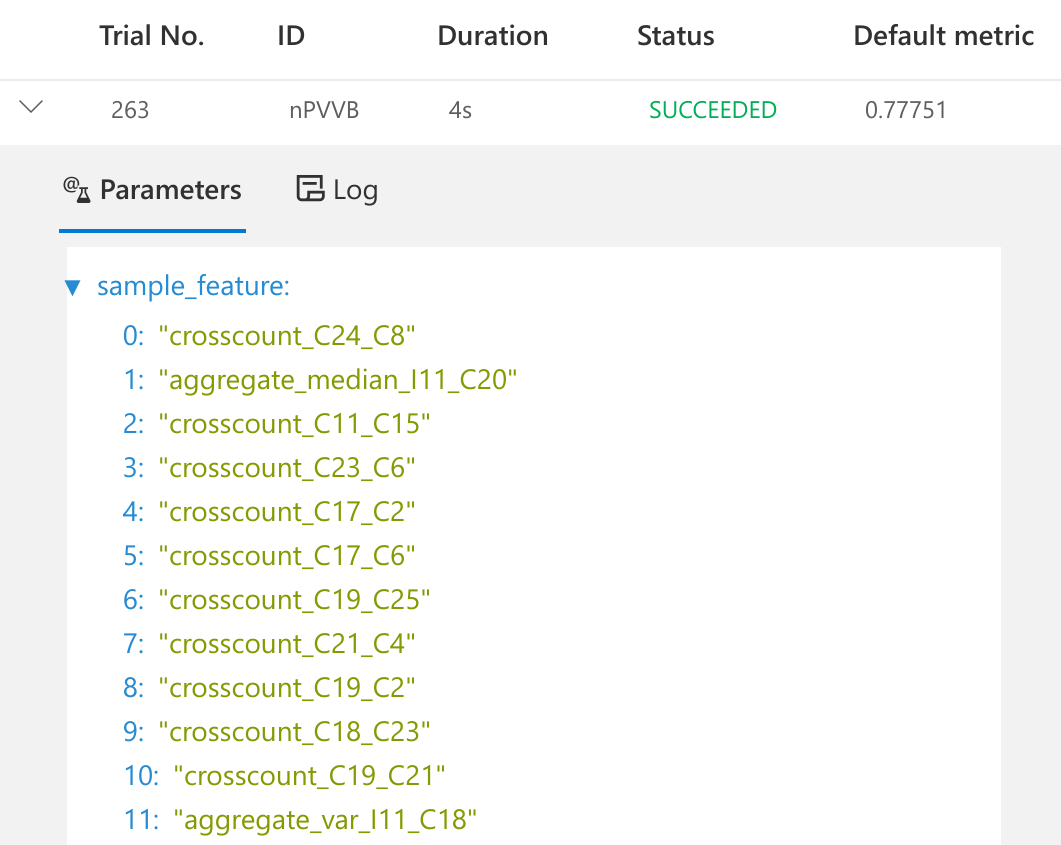 Trial No. ID Duration Status Default metric
263 nPVVB 4s SUCCEEDED 0.77751
Parameters Log
sample_feature:
0: "crosscount_C24_C8"
1: "aggregate_median_I11_C20"
2: "crosscount_C11_C15"
3: "crosscount_C23_C6"
4: "crosscount_C17_C2"
5: "crosscount_C17_C6"
6: "crosscount_C19_C25"
7: "crosscount_C21_C4"
8: "crosscount_C19_C2"
9: "crosscount_C18_C23"
10: "crosscount_C19_C21"
11: "aggregate_var_I11_C18"